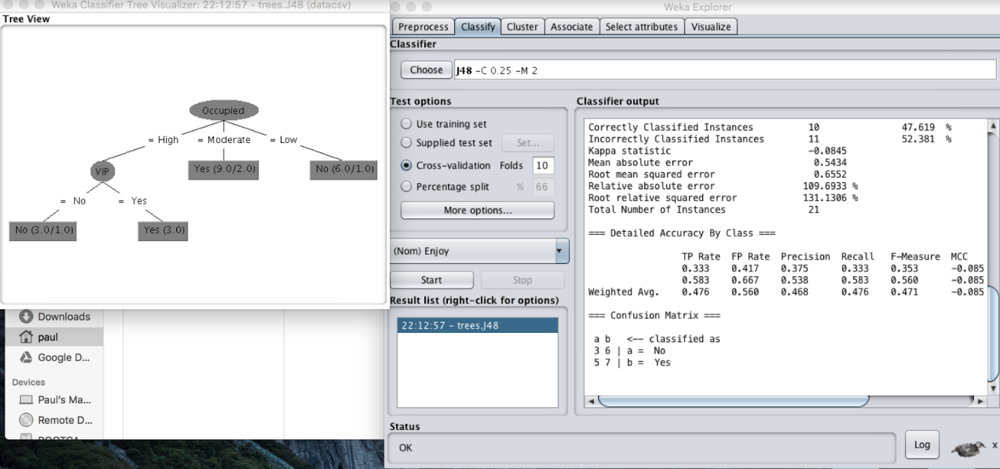 Weka Classifier Tree Visualizer: 22:12:57 - trees.J48 (datacsv)
Tree View
Occupied
= High = Moderate = Low
VIP
Yes (9.0/2.0)
No (6.0/1.0)
= No = Yes
No (3.0/1.0)
Yes (3.0)
Downloads
paul
Google D...
Devices
Paul's Ma...
Remote D...
Weka Explorer
Preprocess Classify Cluster Associate Select attributes Visualize
Classifier
Choose J48 -C 0.25 -M 2
Test options
Use training set
Supplied test set Set...
Cross-validation Folds 10
Percentage split % 66
More options...
(Nom) Enjoy
Start Stop
Result list (right-click for options)
22:12:57 - trees.J48
Classifier output
Correctly Classified Instances 10 47.619 %
Incorrectly Classified Instances 11 52.381 %
Kappa statistic -0.0845
Mean absolute error 0.5434
Root mean squared error 0.6552
Relative absolute error 109.6933 %
Root relative squared error 131.1306 %
Total Number of Instances 21
=== Detailed Accuracy By Class ===
TP Rate FP Rate Precision Recall F-Measure MCC
0.333 0.417 0.375 0.333 0.353 -0.085
0.583 0.667 0.538 0.583 0.560 -0.085
Weighted Avg. 0.476 0.560 0.468 0.476 0.471 -0.085
=== Confusion Matrix ===
a b <-- classified as
3 6 | a = No
5 7 | b = Yes
Status
OK
Log
x